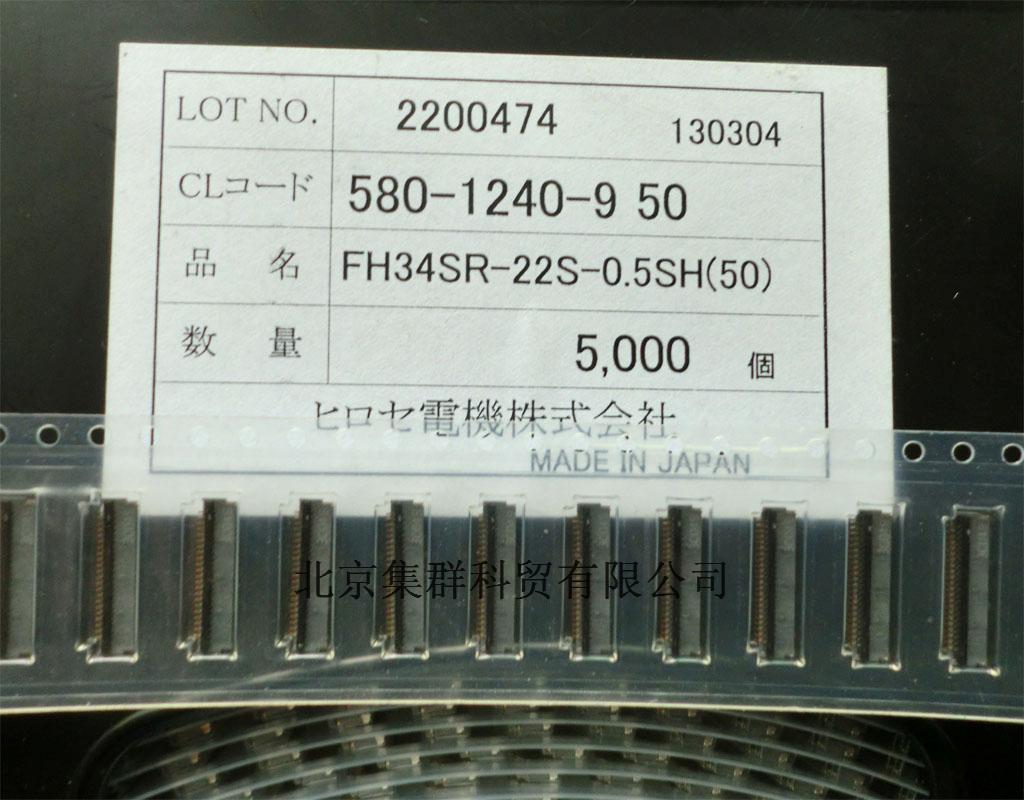 LOT NO. 2200474 130304
CLコード 580-1240-9 50
品 名 FH34SR-22S-0.5SH(50)
数 量 5,000 個
ヒロセ電機株式会社
MADE IN JAPAN
北京集群科贸有限公司